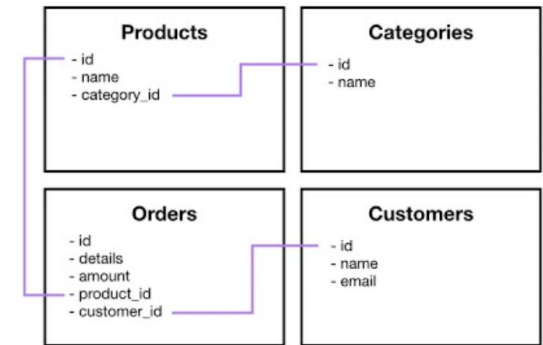 Products
- id
- name
- category_id
Categories
- id
- name
Orders
- id
- details
- amount
- product_id
- customer_id
Customers
- id
- name
- email